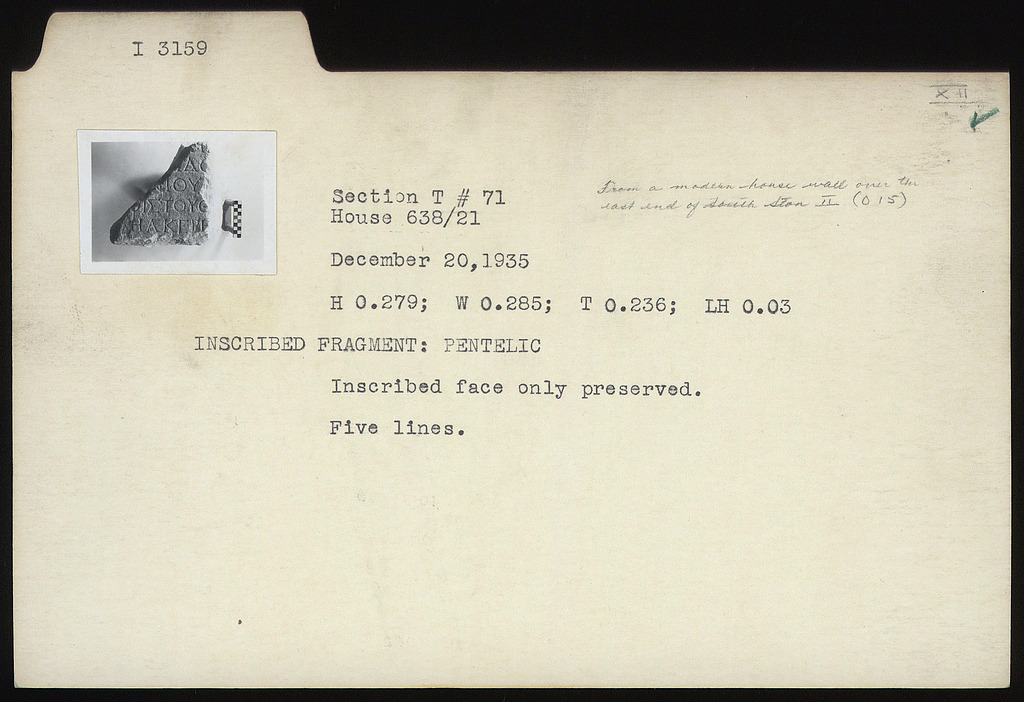 I 3159
X II
Section T # 71
House 638/21
From a modern house wall over the
east end of South Stoa II (O 15)
December 20,1935
H 0.279;  W 0.285;  T 0.236;  LH 0.03
INSCRIBED FRAGMENT: PENTELIC
Inscribed face only preserved.
Five lines.